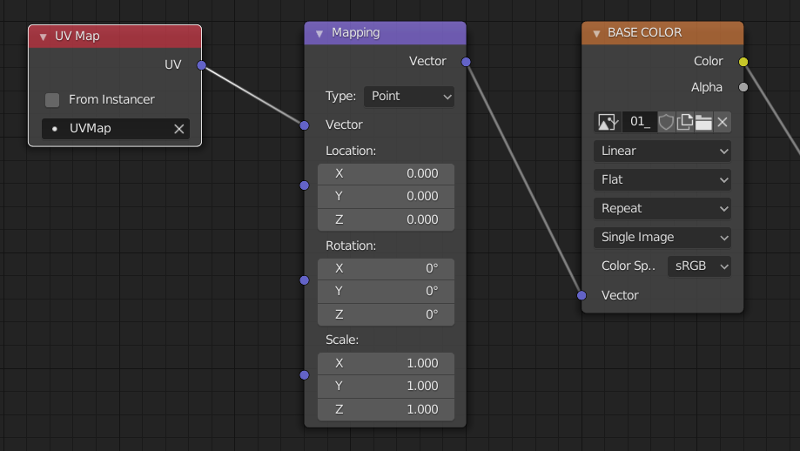 UV Map
UV
From Instancer
UVMap
Mapping
Vector
Type: Point
Vector
Location:
X 0.000
Y 0.000
Z 0.000
Rotation:
X 0°
Y 0°
Z 0°
Scale:
X 1.000
Y 1.000
Z 1.000
BASE COLOR
Color
Alpha
01_
Linear
Flat
Repeat
Single Image
Color Sp.. sRGB
Vector